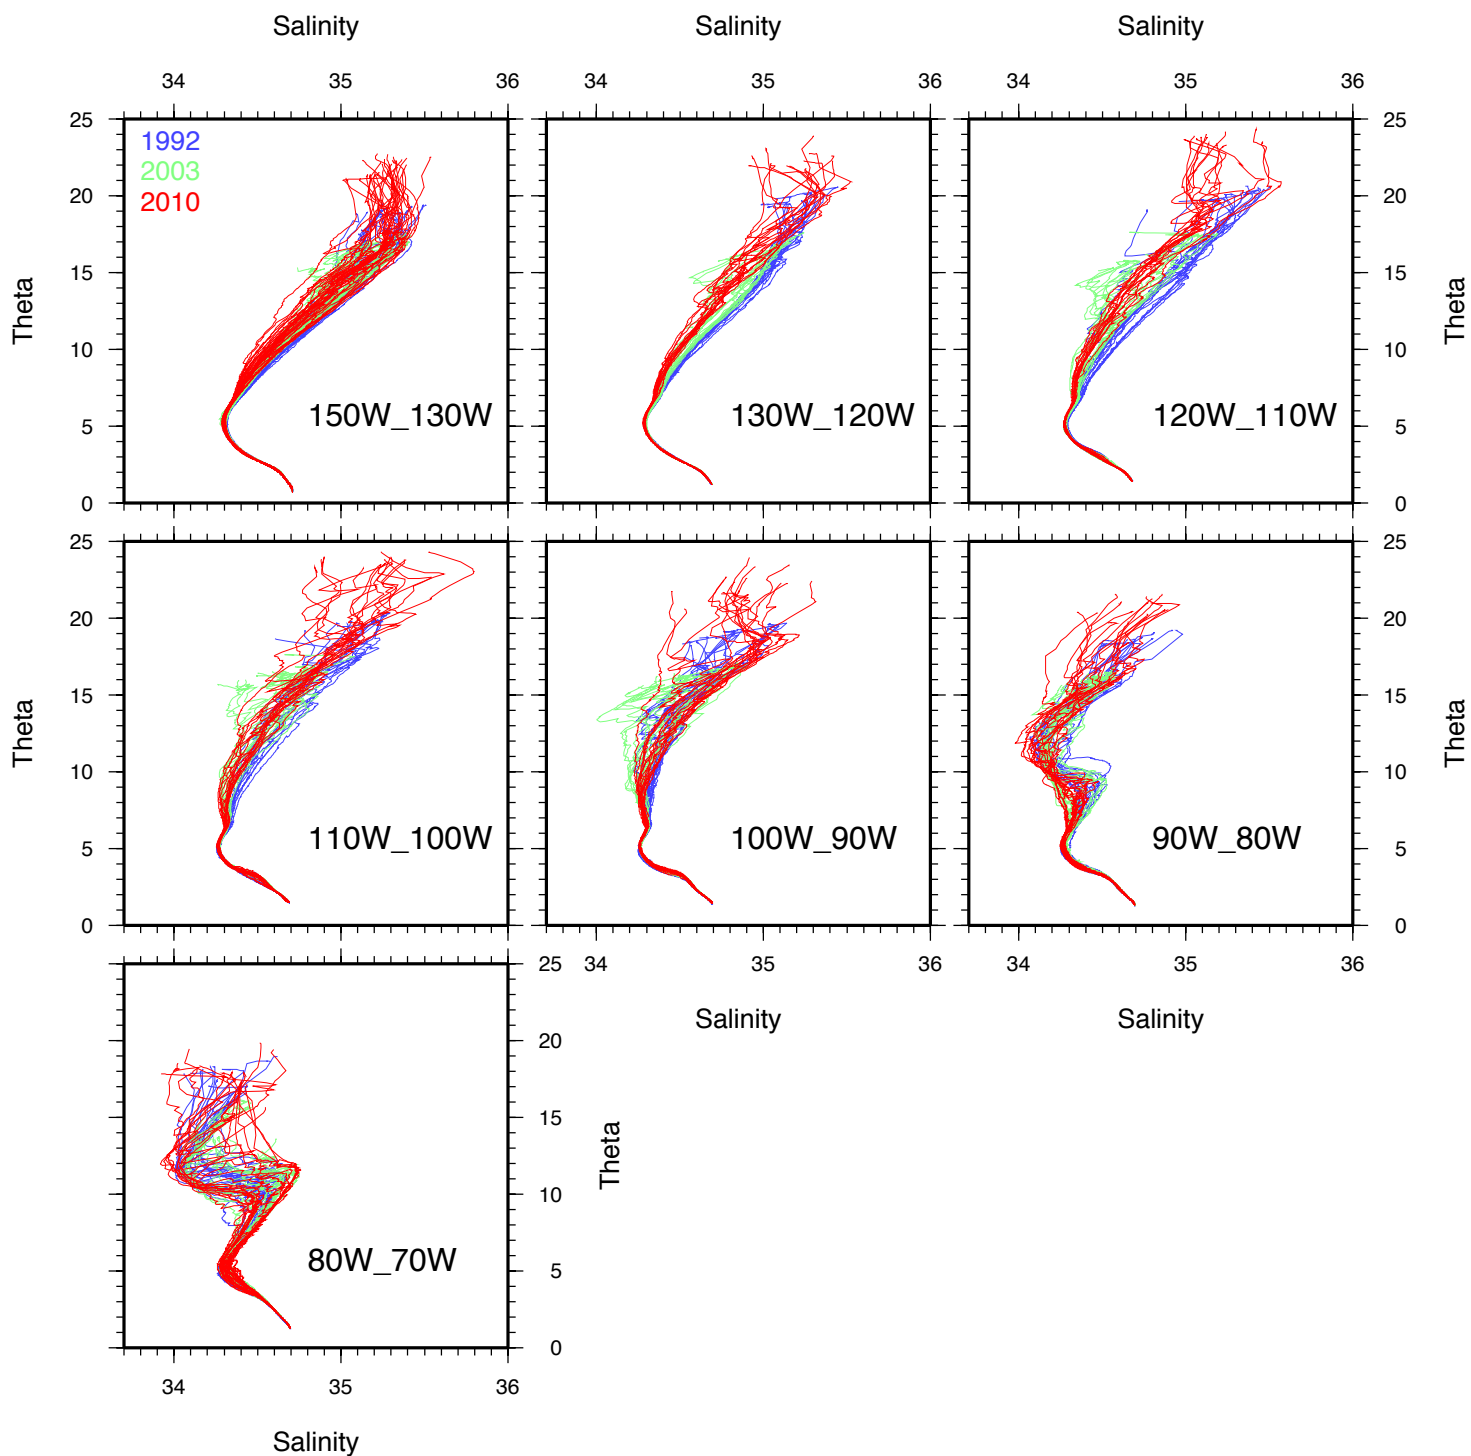 Salinity Salinity Salinity
34 35 36 34 35 36 34 35 36
25 25
1992
2003
2010
20 20
15 15
Theta Theta
10 10
150W_130W 130W_120W 120W_110W
5 5
0 0
25 25
20 20
15 15
Theta Theta
10 10
110W_100W 100W_90W 90W_80W
5 5
0 0
34 35 36 34 35 36
25
Salinity Salinity
20
15
Theta
10
80W_70W
5
0
34 35 36
Salinity